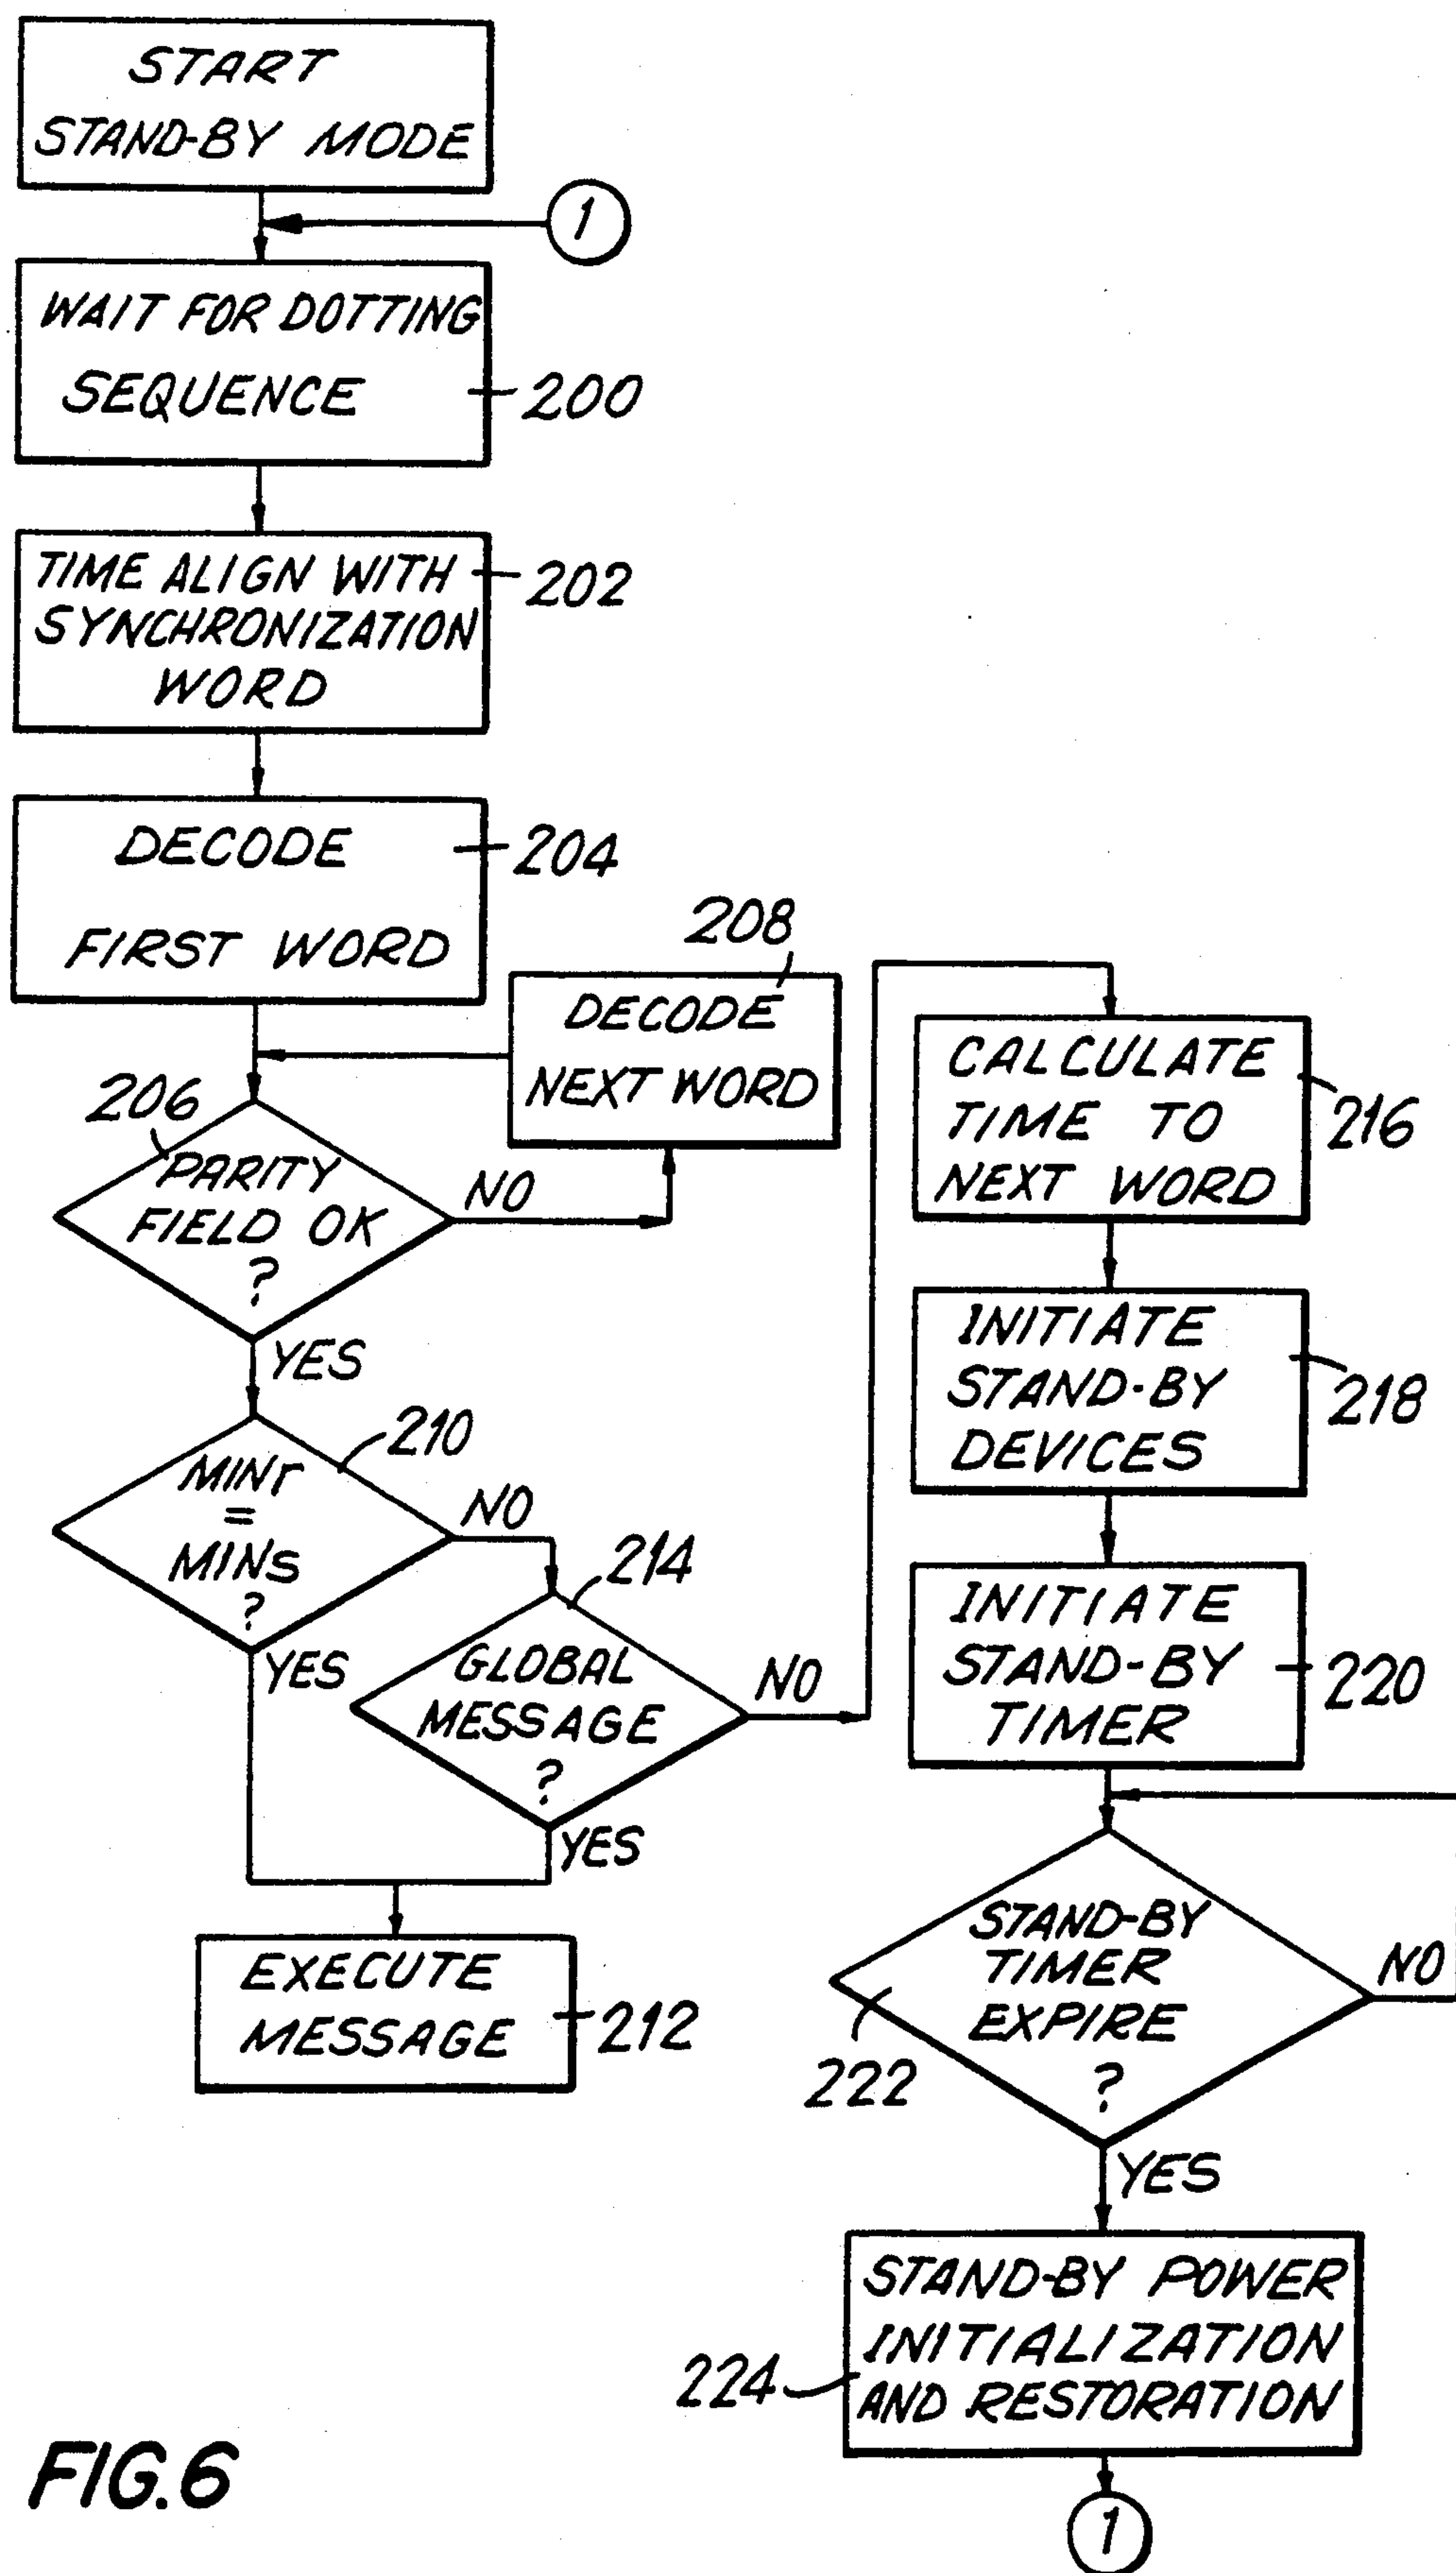 START
STAND-BY MODE
1
WAIT FOR DOTTING
SEQUENCE
200
TIME ALIGN WITH
SYNCHRONIZATION
WORD
202
DECODE
FIRST WORD
204
208
DECODE
NEXT WORD
206
PARITY
FIELD OK
?
NO
YES
210
MINr
=
MINs
?
NO
YES
214
GLOBAL
MESSAGE
?
NO
YES
EXECUTE
MESSAGE
212
CALCULATE
TIME TO
NEXT WORD
216
INITIATE
STAND-BY
DEVICES
218
INITIATE
STAND-BY
TIMER
220
STAND-BY
TIMER
EXPIRE
?
222
NO
YES
STAND-BY POWER
INITIALIZATION
AND RESTORATION
224
1
FIG.6